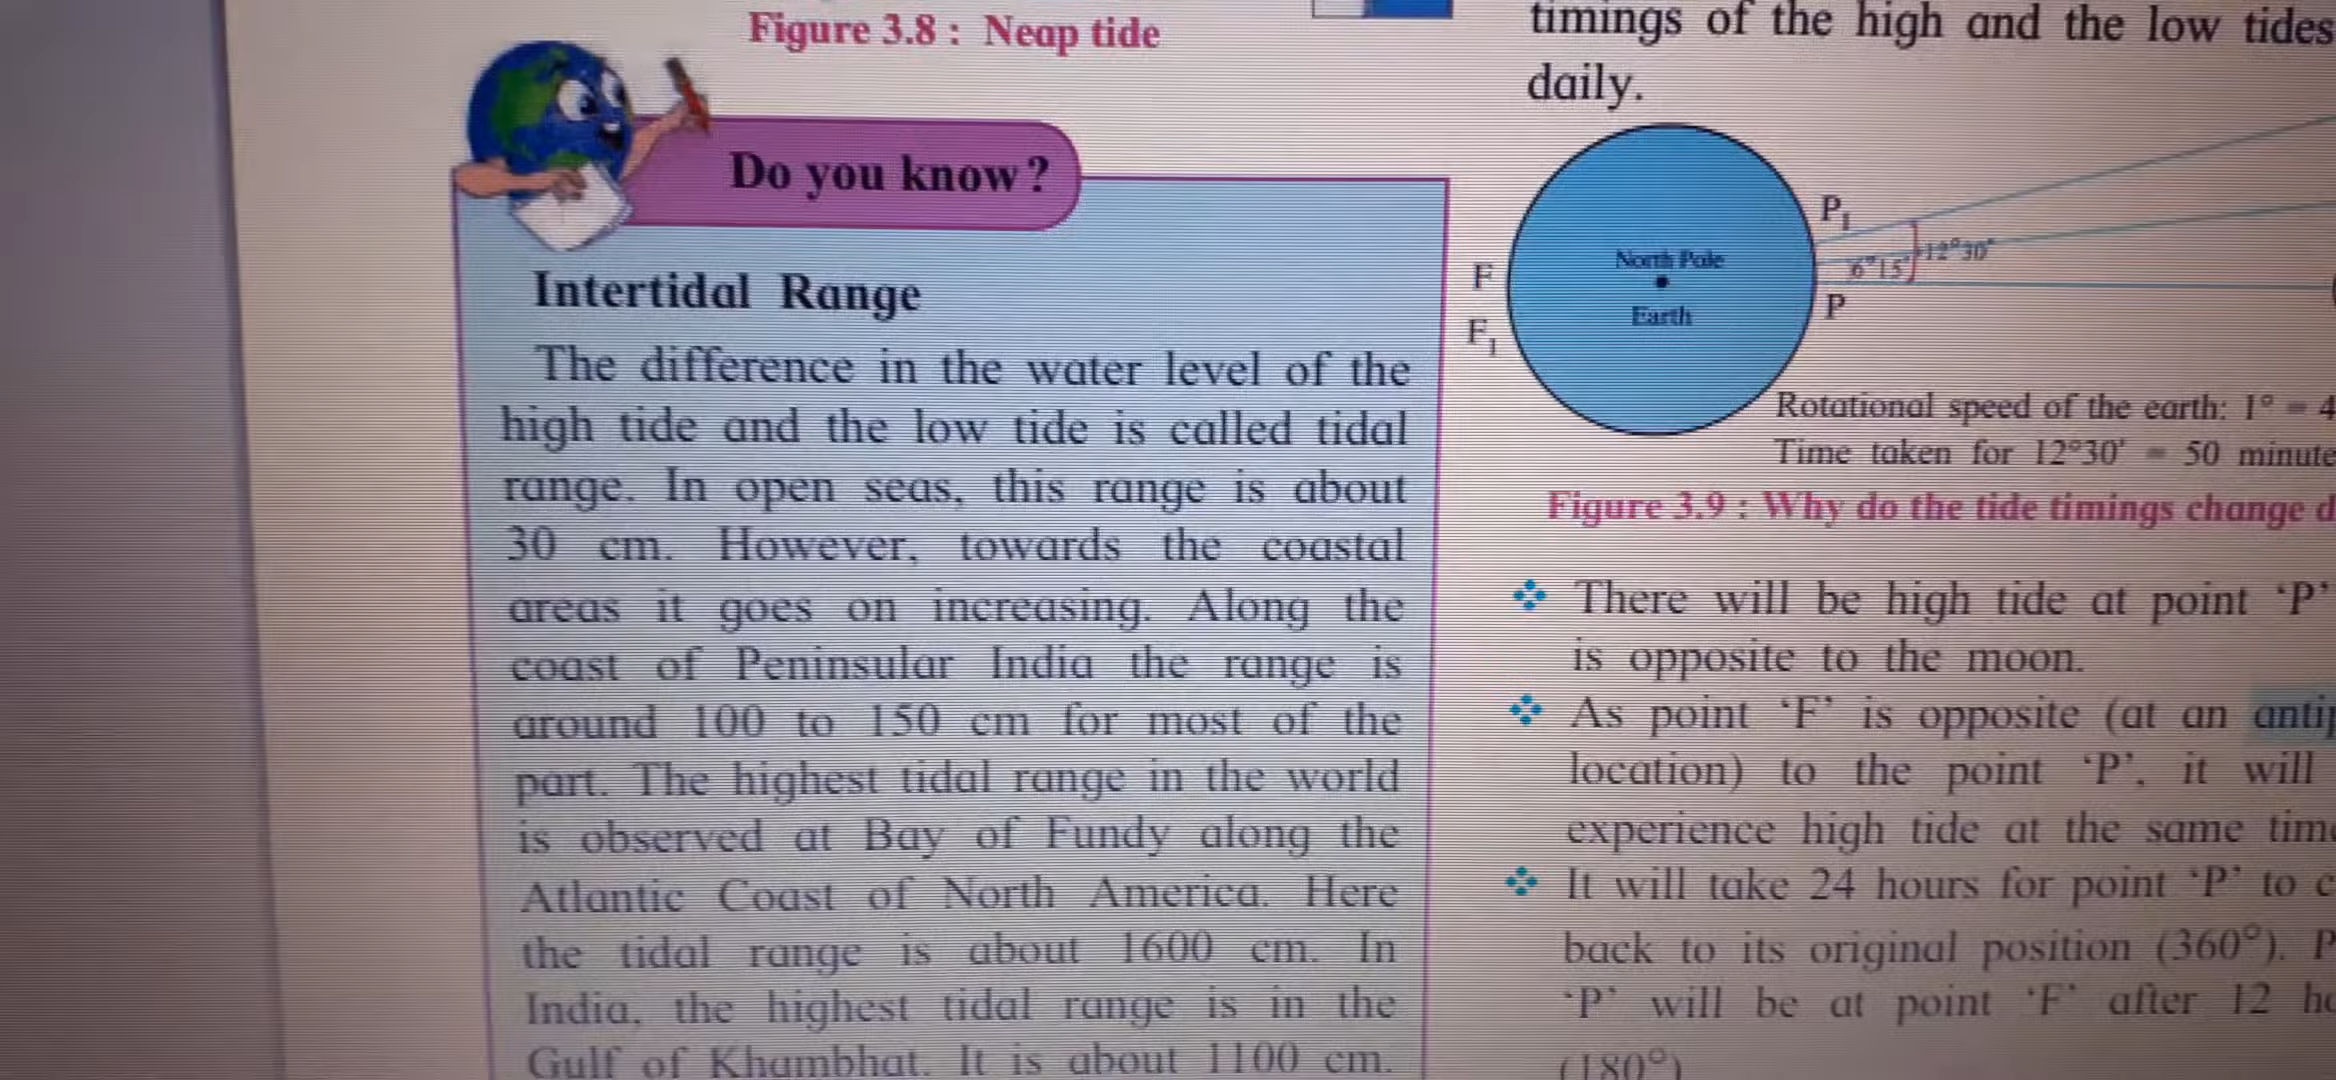 Figure 3.8 : Neap tide
Do you know?
Intertidal Range
The difference in the water level of the
high tide and the low tide is called tidal
range. In open seas, this range is about
30 cm. However, towards the coastal
areas it goes on increasing. Along the
coast of Peninsular India the range is
around 100 to 150 cm for most of the
part. The highest tidal range in the world
is observed at Bay of Fundy along the
Atlantic Coast of North America. Here
the tidal range is about 1600 cm. In
India, the highest tidal range is in the
Gulf of Khambhat. It is about 1100 cm.
timings of the high and the low tides
daily.
P₁
12°30'
6°15'
North Pole
F
P
Earth
F₁
Rotational speed of the earth: 1° = 4
Time taken for 12°30' = 50 minute
Figure 3.9 : Why do the tide timings change d
There will be high tide at point 'P'
is opposite to the moon.
As point 'F' is opposite (at an antip
location) to the point 'P', it will
experience high tide at the same time
It will take 24 hours for point 'P' to c
back to its original position (360°). P
'P' will be at point 'F' after 12 ho
(180°)